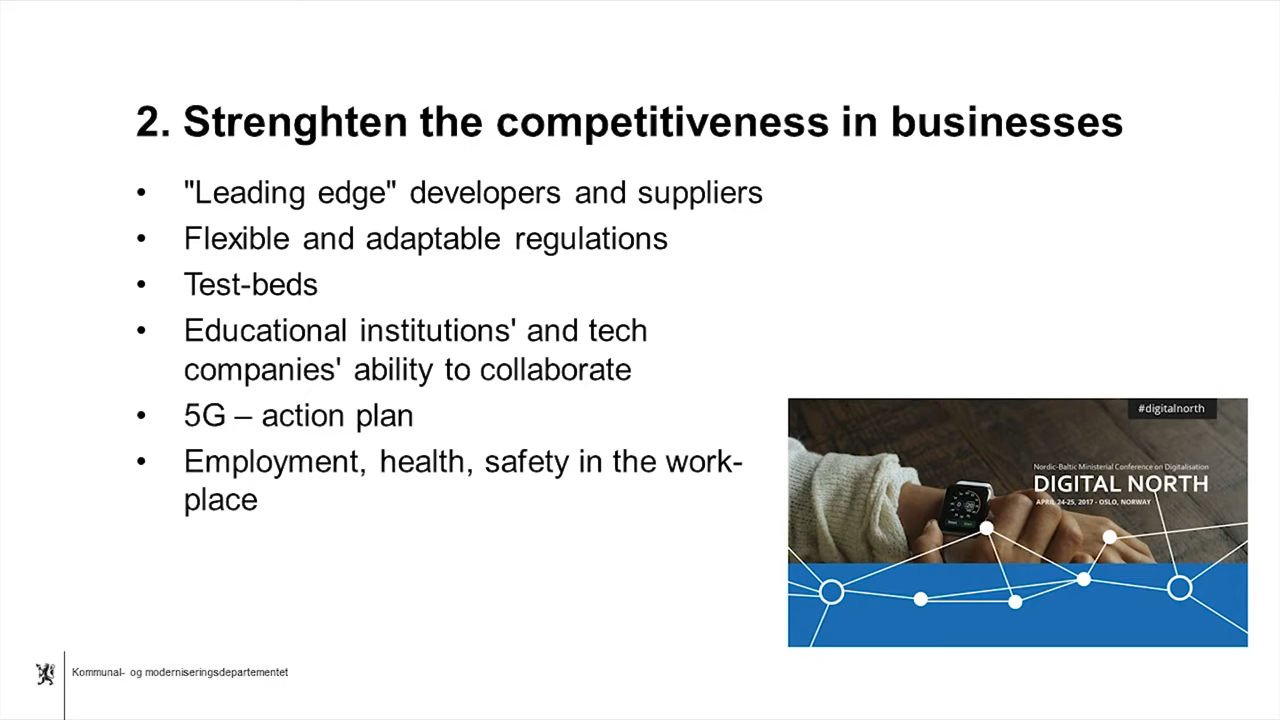 2. Strenghten the competitiveness in businesses
• "Leading edge" developers and suppliers
• Flexible and adaptable regulations
• Test-beds
• Educational institutions' and tech
companies' ability to collaborate
• 5G – action plan
• Employment, health, safety in the work-
place
#digitalnorth
Nordic-Baltic Ministerial Conference on Digitalisation
DIGITAL NORTH
APRIL 24-25, 2017 - OSLO, NORWAY
Kommunal- og moderniseringsdepartementet